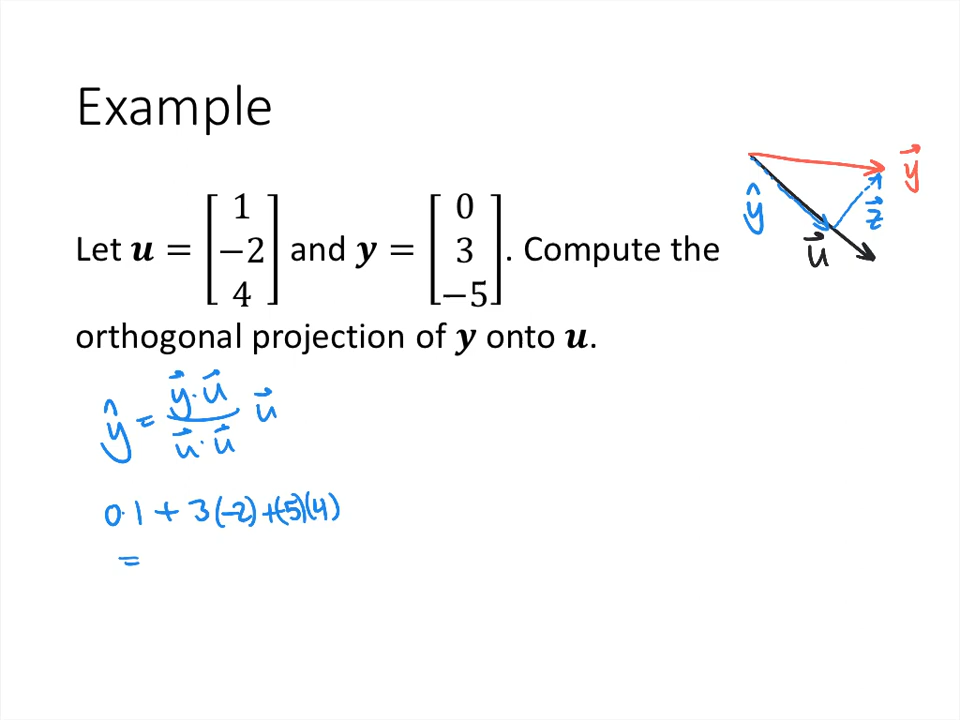 Example
Let u = [1 −2 4] and y = [0 3 −5]. Compute the
orthogonal projection of y onto u.
y⃗
ŷ
z⃗
u⃗
ŷ = y⃗·u⃗ / u⃗·u⃗ u⃗
0·1 + 3(-2) + (-5)(4)
=